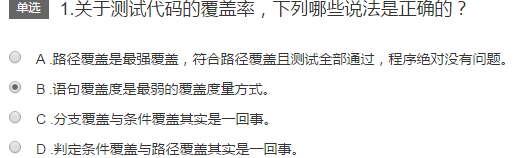 单选 1.关于测试代码的覆盖率，下列哪些说法是正确的？
A .路径覆盖是最强覆盖，符合路径覆盖且测试全部通过，程序绝对没有问题。
B .语句覆盖度是最弱的覆盖度量方式。
C .分支覆盖与条件覆盖其实是一回事。
D .判定条件覆盖与路径覆盖其实是一回事。